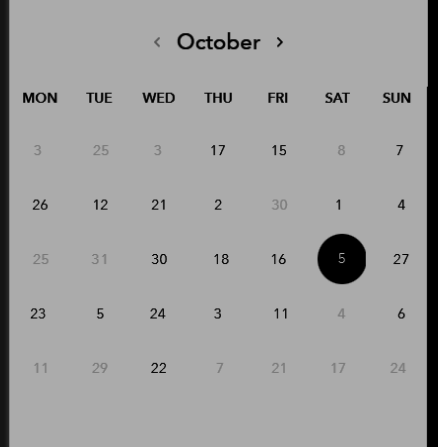 ‹ October ›
MON TUE WED THU FRI SAT SUN
3 25 3 17 15 8 7
26 12 21 2 30 1 4
25 31 30 18 16 5 27
23 5 24 3 11 4 6
11 29 22 7 21 17 24